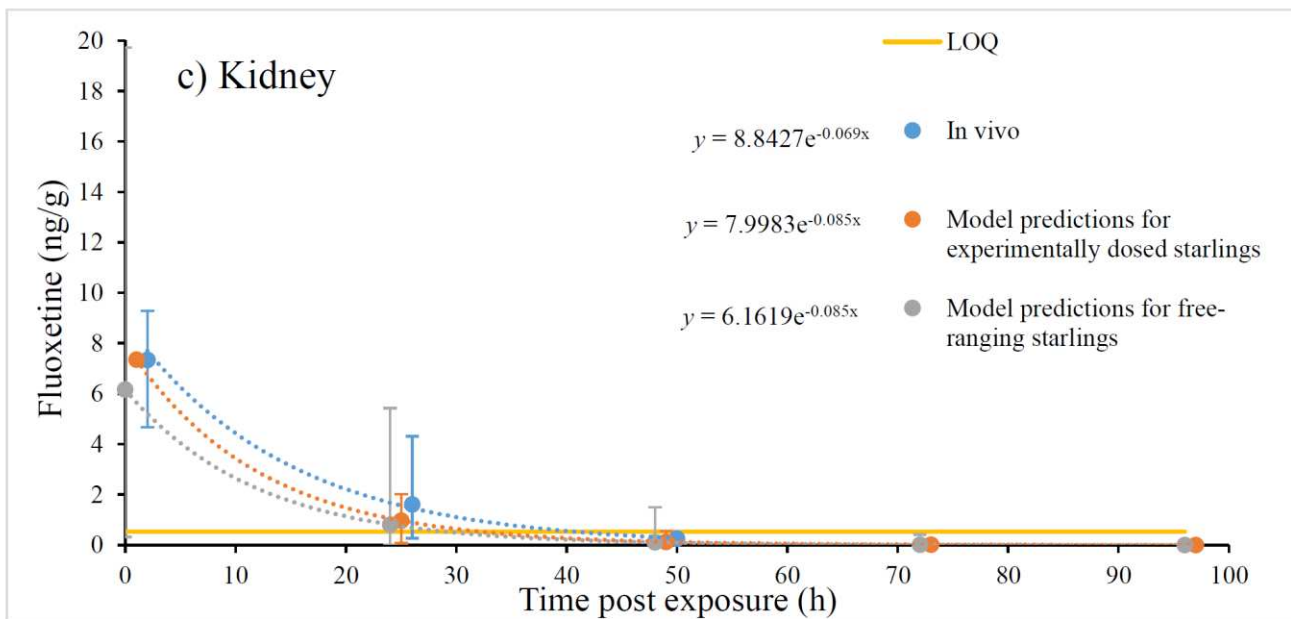 c) Kidney
Fluoxetine (ng/g)
20
18
16
14
12
10
8
6
4
2
0
LOQ
y = 8.8427e^-0.069x
In vivo
y = 7.9983e^-0.085x
Model predictions for
experimentally dosed starlings
y = 6.1619e^-0.085x
Model predictions for free-
ranging starlings
0 10 20 30 40 50 60 70 80 90 100
Time post exposure (h)